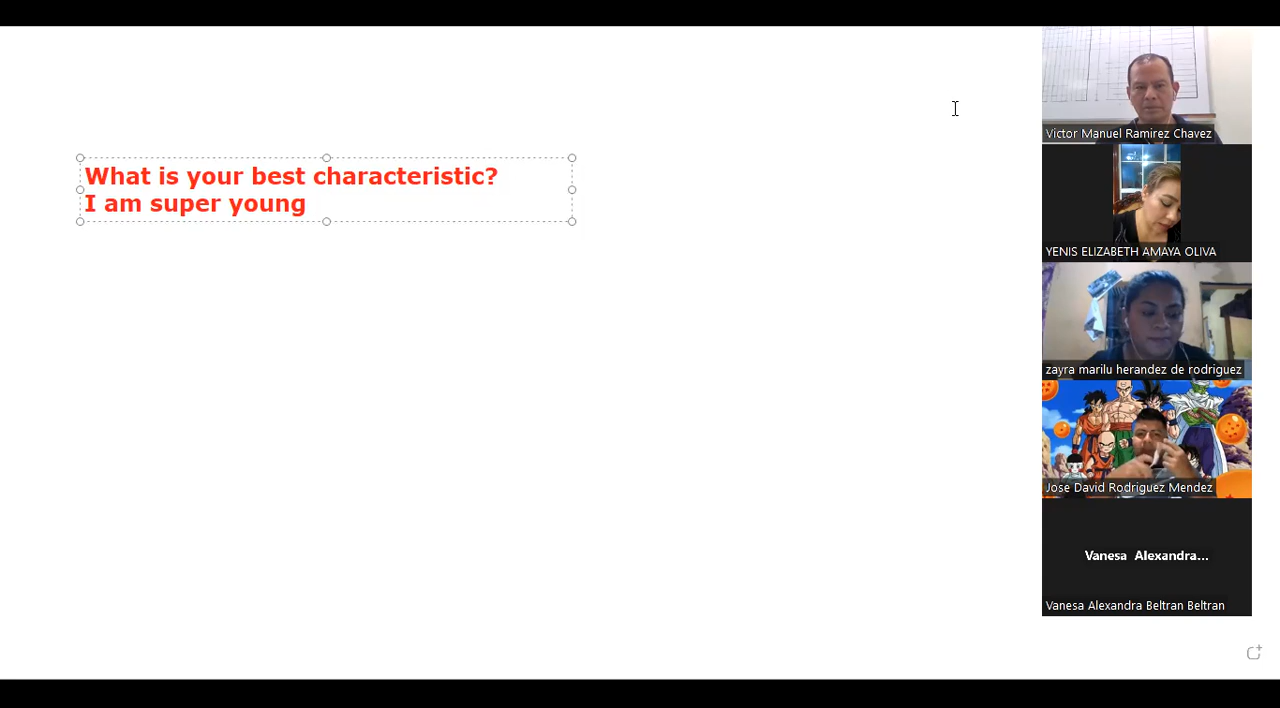 What is your best characteristic?
I am super young
Victor Manuel Ramirez Chavez
YENIS ELIZABETH AMAYA OLIVA
zayra marilu herandez de rodriguez
Jose David Rodriguez Mendez
Vanesa Alexandra...
Vanesa Alexandra Beltran Beltran